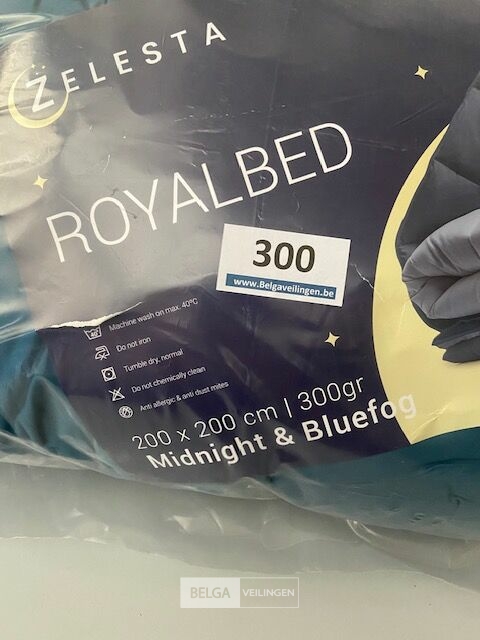 ZELESTA
ROYALBED
300
www.Belgaveilingen.be
40
Machine wash on max. 40°C
Do not iron
Tumble dry, normal
Do not chemically clean
Anti allergic & anti dust mites
200 x 200 cm | 300gr
Midnight & Bluefog
BELGA VEILINGEN